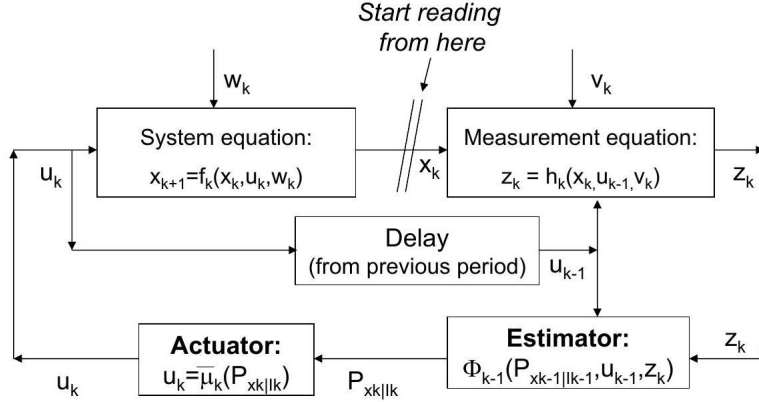 Start reading
from here
w_k
v_k
System equation:
x_{k+1}=f_k(x_k,u_k,w_k)
Measurement equation:
z_k = h_k(x_k,u_{k-1},v_k)
u_k
x_k
z_k
Delay
(from previous period)
u_{k-1}
Actuator:
u_k=μ̅_k(P_{xk|Ik})
Estimator:
Φ_{k-1}(P_{xk-1|Ik-1},u_{k-1},z_k)
z_k
u_k
P_{xk|Ik}